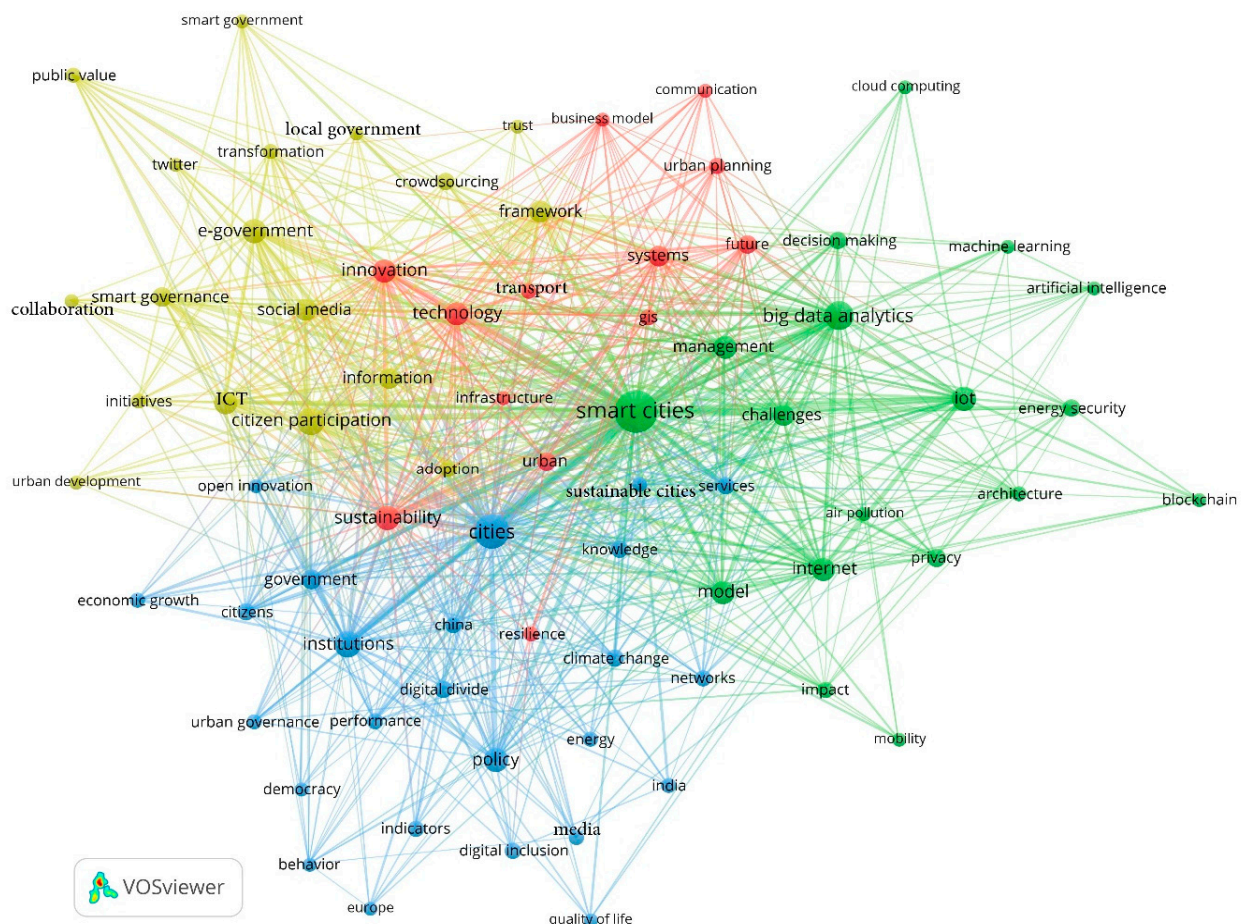 smart government
public value
cloud computing
communication
business model
local government
trust
transformation
twitter
urban planning
crowdsourcing
framework
e-government
future
decision making
machine learning
systems
innovation
transport
artificial intelligence
smart governance
collaboration
social media
technology
gis
big data analytics
management
information
infrastructure
ICT
initiatives
smart cities
challenges
iot
energy security
citizen participation
urban
adoption
urban development
open innovation
sustainable cities
services
architecture
blockchain
air pollution
sustainability
cities
knowledge
privacy
internet
government
model
economic growth
citizens
china
resilience
institutions
climate change
networks
digital divide
impact
urban governance
performance
energy
mobility
policy
democracy
india
indicators
media
digital inclusion
behavior
VOSviewer
europe
quality of life